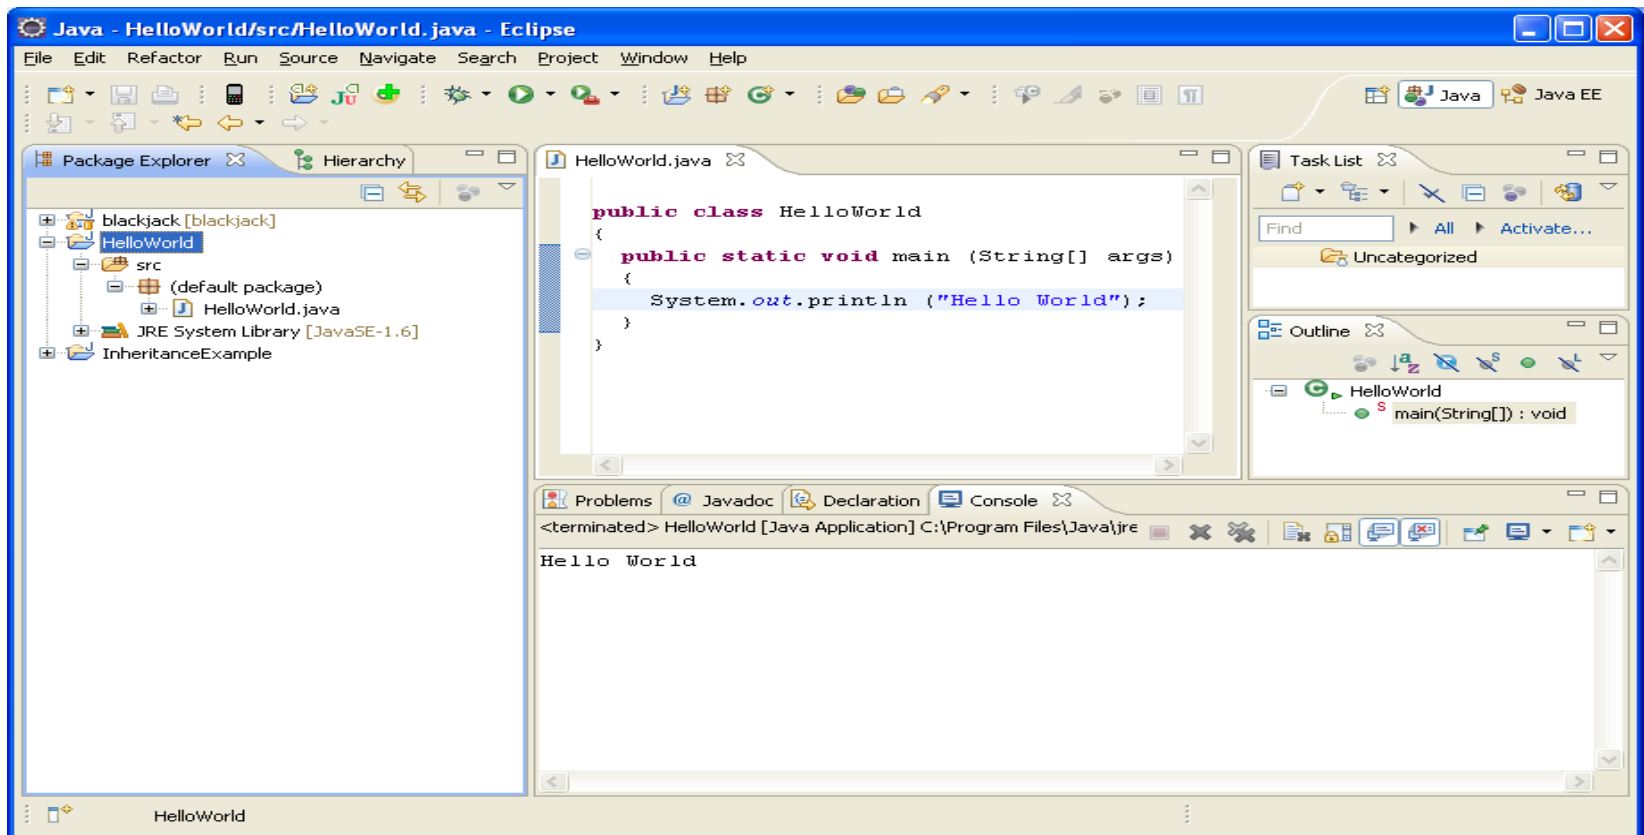 Java - HelloWorld/src/HelloWorld.java - Eclipse
File Edit Refactor Run Source Navigate Search Project Window Help
Java Java EE
Package Explorer Hierarchy
blackjack [blackjack]
HelloWorld
src
(default package)
HelloWorld.java
JRE System Library [JavaSE-1.6]
InheritanceExample
HelloWorld.java
public class HelloWorld
{
public static void main (String[] args)
{
System.out.println ("Hello World");
}
}
Task List
Find All Activate...
Uncategorized
Outline
HelloWorld
main(String[]) : void
Problems Javadoc Declaration Console
<terminated> HelloWorld [Java Application] C:\Program Files\Java\jre
Hello World
HelloWorld